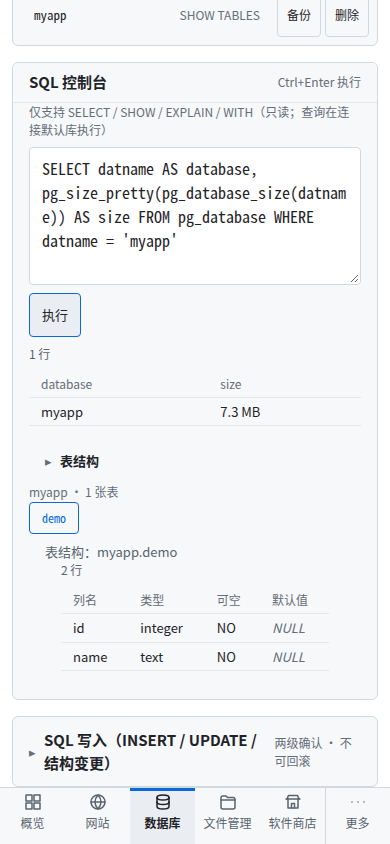 myapp SHOW TABLES 备份 删除
SQL 控制台 Ctrl+Enter 执行
仅支持 SELECT / SHOW / EXPLAIN / WITH（只读；查询在连
接默认库执行）
SELECT datname AS database,
pg_size_pretty(pg_database_size(datnam
e)) AS size FROM pg_database WHERE
datname = 'myapp'
执行
1 行
database size
myapp 7.3 MB
▸ 表结构
myapp · 1 张表
demo
表结构：myapp.demo
2 行
列名 类型 可空 默认值
id integer NO NULL
name text NO NULL
▸ SQL 写入（INSERT / UPDATE /
结构变更）
两级确认 · 不
可回滚
概览 网站 数据库 文件管理 软件商店 更多